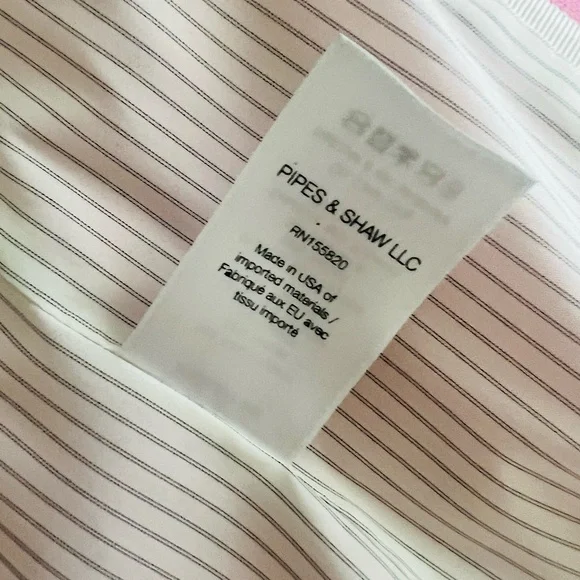 PIPES & SHAW LLC
RN155820
Made in USA of
imported materials /
Fabriqué aux EU avec
tissu importé